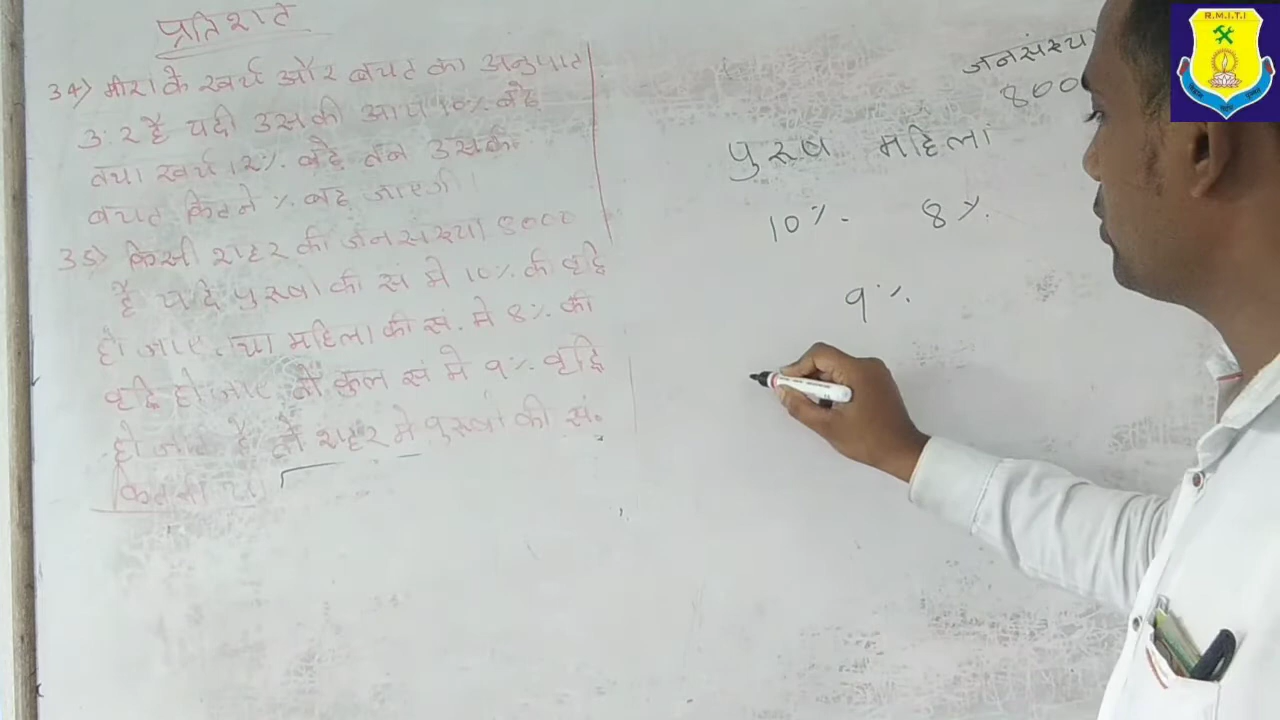 प्रतिशत
34) मीरा के खर्च और बचत का अनुपात
3:2 है यदी उसकी आय 10% बढ़े
तथा खर्च 12% बढ़े तब उसके
बचत कितने % बढ़ जाएगी।
35) किसी शहर की जनसंख्या 8000
है यदि पुरूषो की सं मे 10% की वृद्धि
हो जाए तथा महिला की सं. मे 8% की
वृद्धि हो जाए तो कुल सं मे 9% वृद्धि
हो जाता है तो शहर मे पुरूषो की सं.
कितना था
जनसंख्या
800
पुरूष महिला
10% 8%
9%
R.M.I.T.I